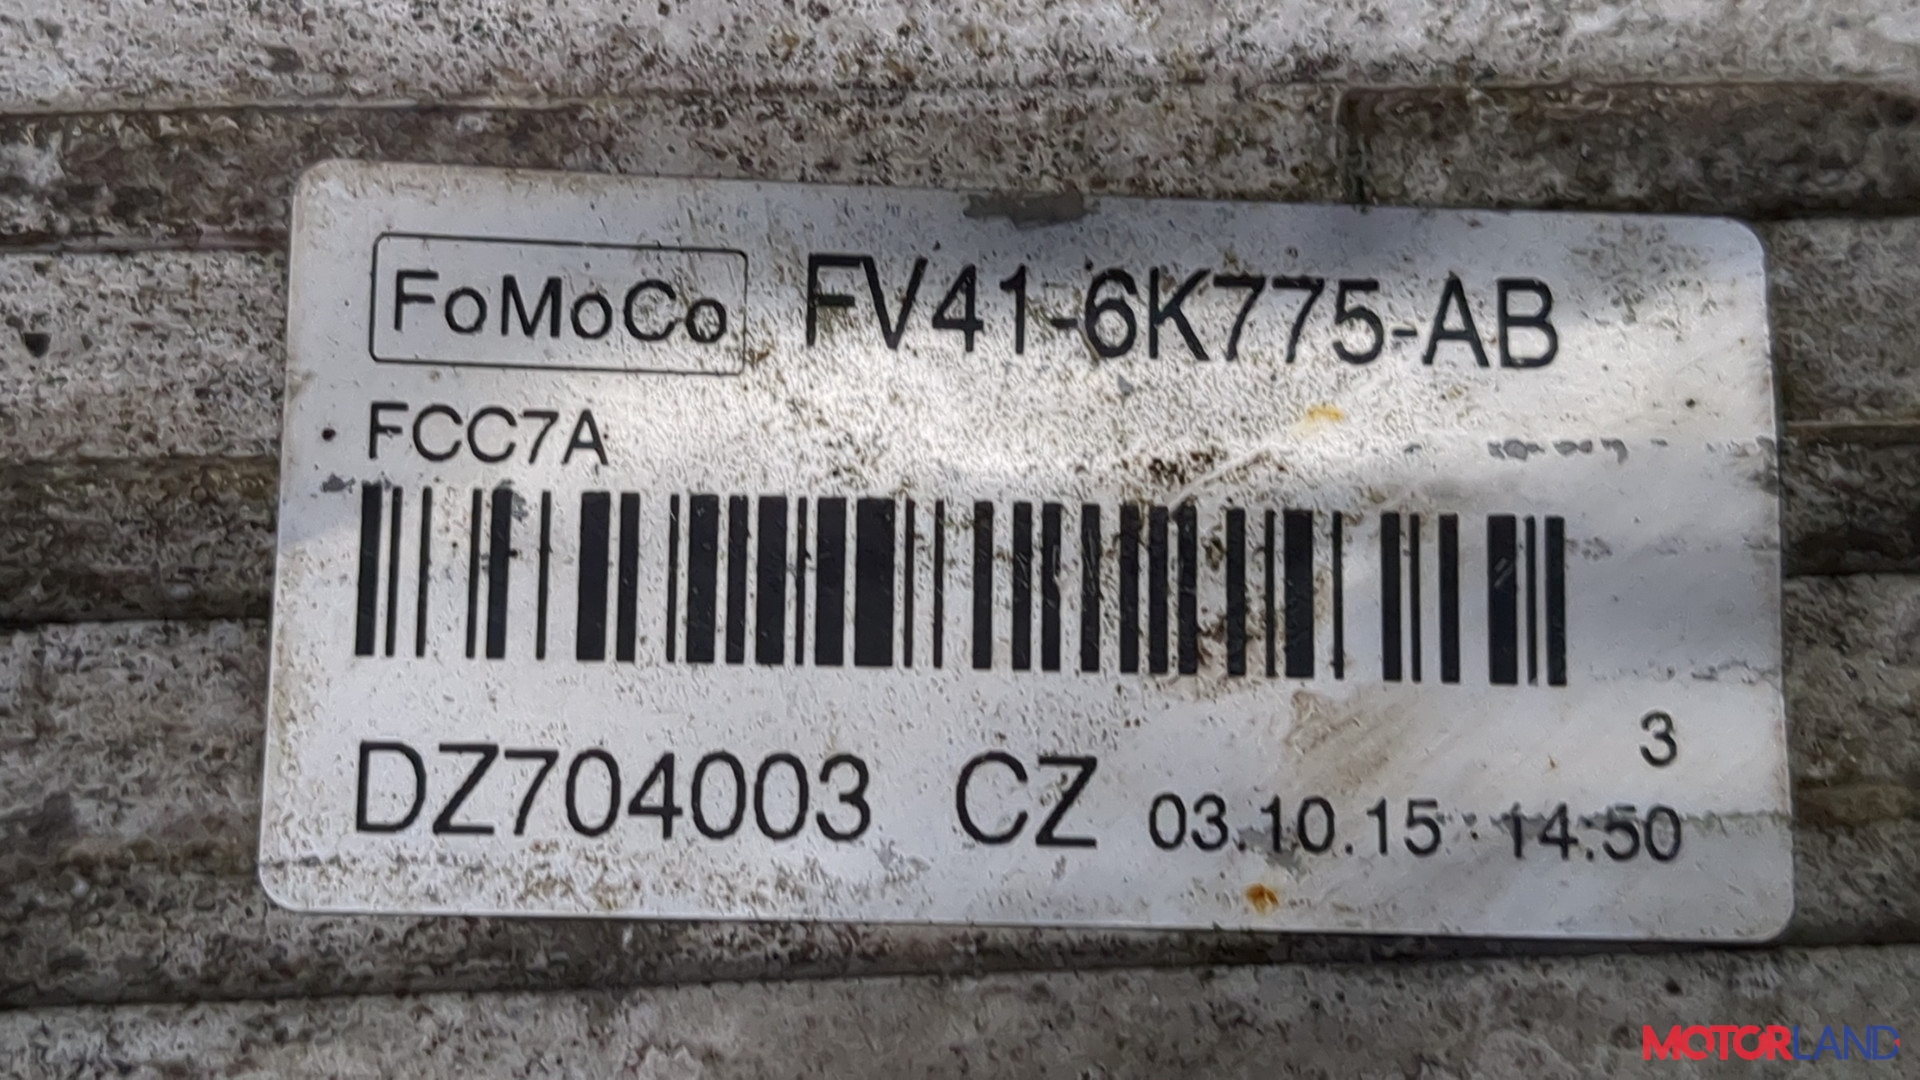 FoMoCo FV41-6K775-AB
FCC7A
3
DZ704003 CZ 03.10.15 14:50
MOTORLAND